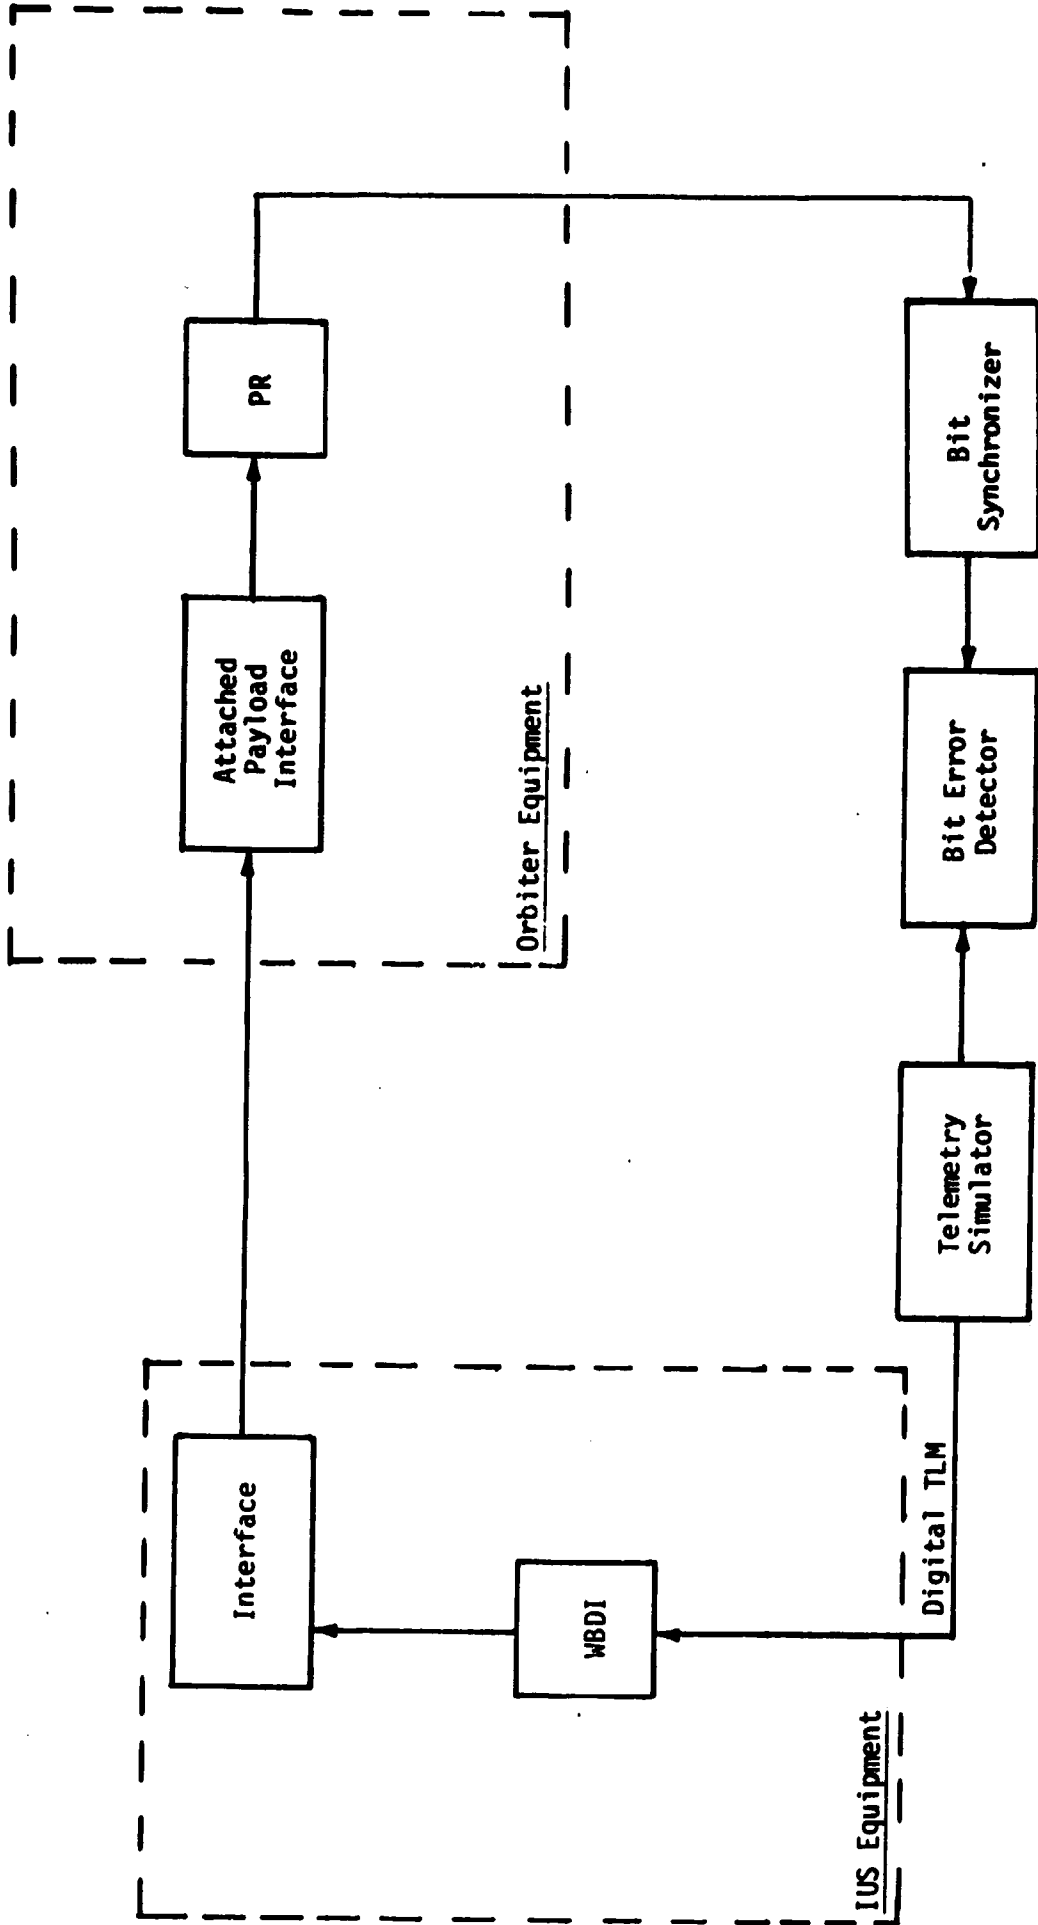 Interface
Attached
Payload
Interface
PR
WBDI
Orbiter Equipment
IUS Equipment
Digital TLM
Telemetry
Simulator
Bit Error
Detector
Bit
Synchronizer